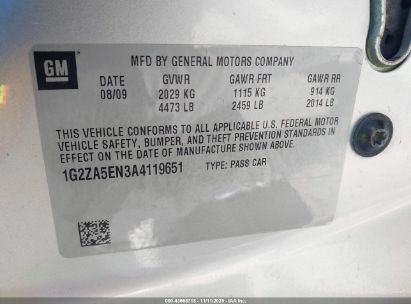 GM
MFD BY GENERAL MOTORS COMPANY
DATE GVWR GAWR FRT GAWR RR
08/09 2029 KG 1115 KG 914 KG
4473 LB 2459 LB 2014 LB
THIS VEHICLE CONFORMS TO ALL APPLICABLE U.S. FEDERAL MOTOR
VEHICLE SAFETY, BUMPER, AND THEFT PREVENTION
STANDARDS IN EFFECT ON THE DATE OF MANUFACTURE SHOWN ABOVE.
1G2ZA5EN3A4119651 TYPE: PASS CAR